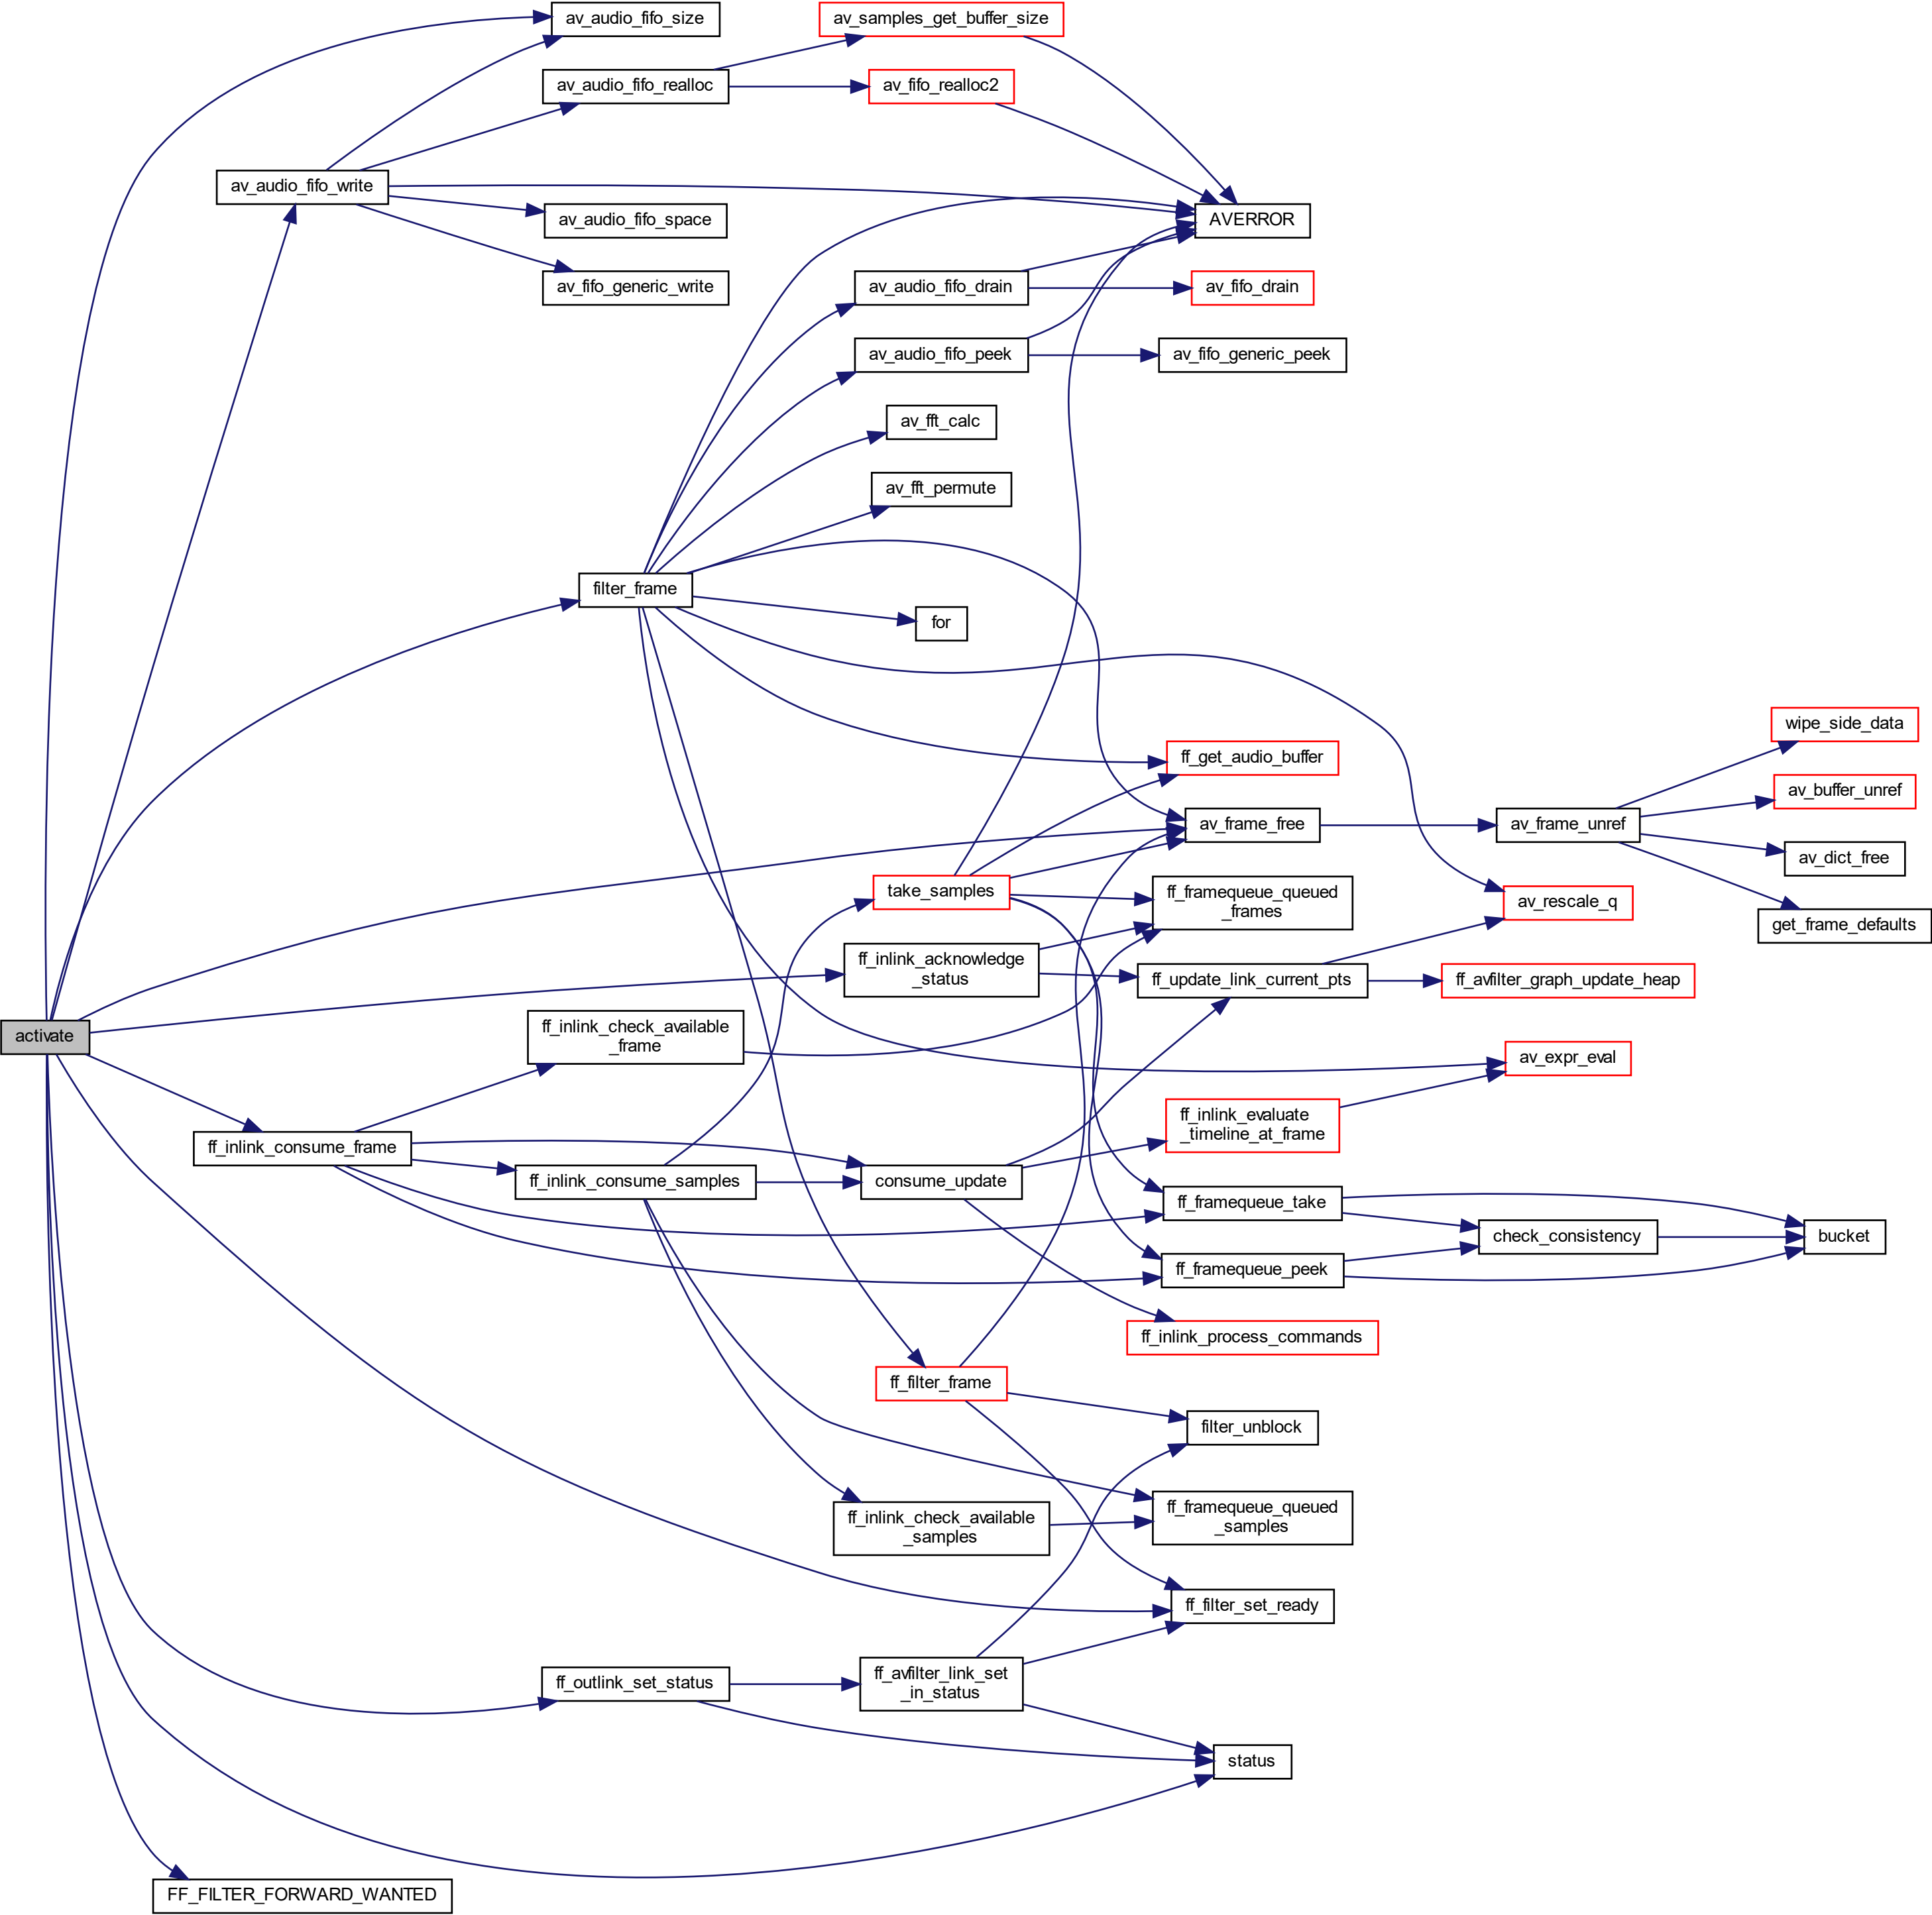 av_audio_fifo_size
av_samples_get_buffer_size
av_audio_fifo_realloc
av_fifo_realloc2
av_audio_fifo_write
av_audio_fifo_space
AVERROR
av_fifo_generic_write
av_audio_fifo_drain
av_fifo_drain
av_audio_fifo_peek
av_fifo_generic_peek
av_fft_calc
av_fft_permute
filter_frame
for
wipe_side_data
ff_get_audio_buffer
av_buffer_unref
av_frame_free
av_frame_unref
av_dict_free
take_samples
ff_framequeue_queued
_frames
av_rescale_q
get_frame_defaults
ff_inlink_acknowledge
_status
ff_update_link_current_pts
ff_avfilter_graph_update_heap
activate
ff_inlink_check_available
_frame
av_expr_eval
ff_inlink_evaluate
_timeline_at_frame
ff_inlink_consume_frame
ff_inlink_consume_samples
consume_update
ff_framequeue_take
check_consistency
bucket
ff_framequeue_peek
ff_inlink_process_commands
ff_filter_frame
filter_unblock
ff_inlink_check_available
_samples
ff_framequeue_queued
_samples
ff_filter_set_ready
ff_outlink_set_status
ff_avfilter_link_set
_in_status
status
FF_FILTER_FORWARD_WANTED